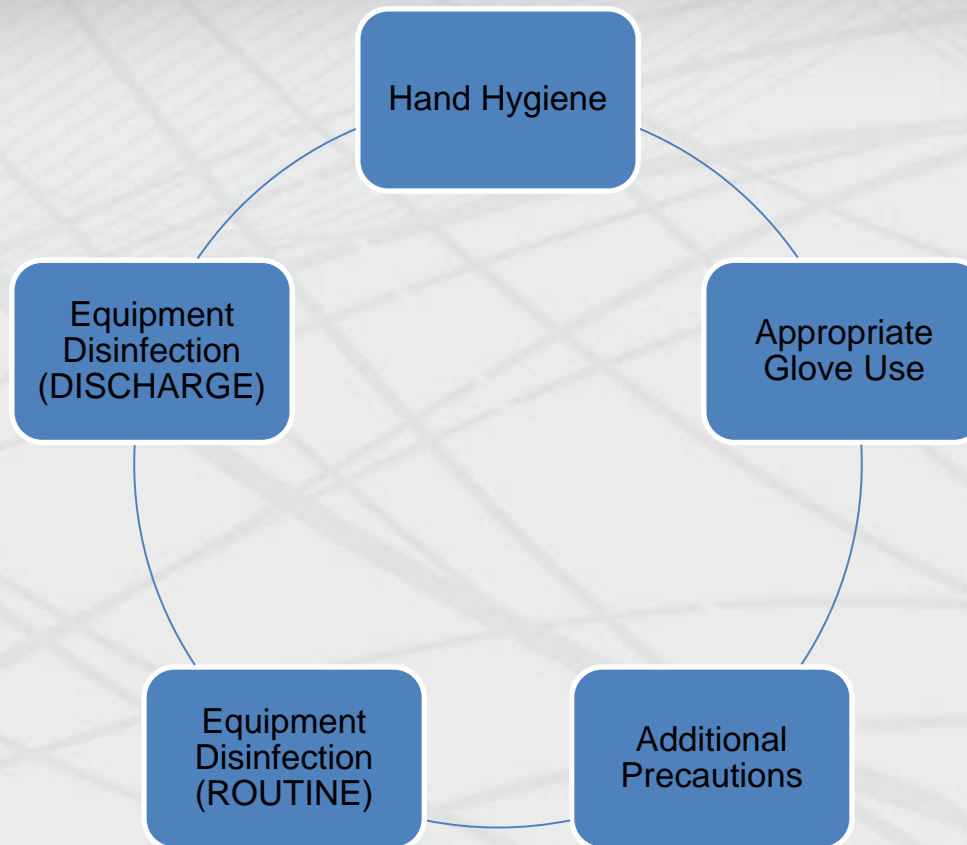 Hand Hygiene
Appropriate
Glove Use
Additional
Precautions
Equipment
Disinfection
(ROUTINE)
Equipment
Disinfection
(DISCHARGE)